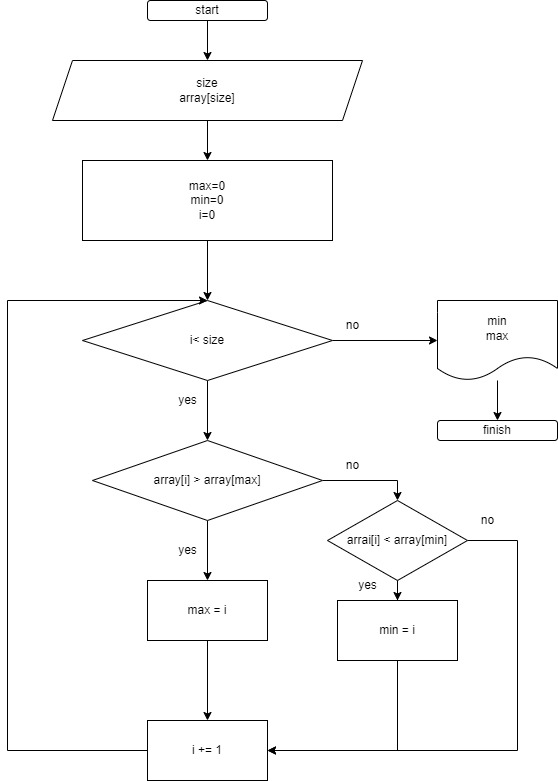 start
size
array[size]
max=0
min=0
i=0
i< size
no
min
max
yes
finish
array[i] > array[max]
no
arrai[i] < array[min]
no
yes
yes
max = i
min = i
i += 1